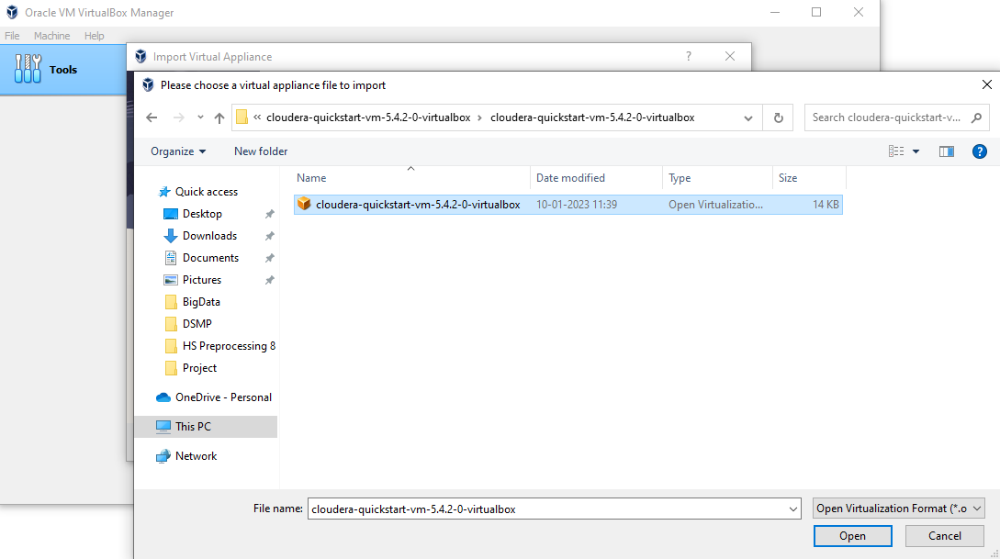 Oracle VM VirtualBox Manager
File Machine Help
Tools
Import Virtual Appliance
?
Please choose a virtual appliance file to import
« cloudera-quickstart-vm-5.4.2-0-virtualbox › cloudera-quickstart-vm-5.4.2-0-virtualbox
Search cloudera-quickstart-v...
Organize New folder
?
Quick access
Desktop
Downloads
Documents
Pictures
BigData
DSMP
HS Preprocessing 8
Project
OneDrive - Personal
This PC
Network
Name Date modified Type Size
cloudera-quickstart-vm-5.4.2-0-virtualbox 10-01-2023 11:39 Open Virtualizatio... 14 KB
File name: cloudera-quickstart-vm-5.4.2-0-virtualbox Open Virtualization Format (*.o
Open Cancel